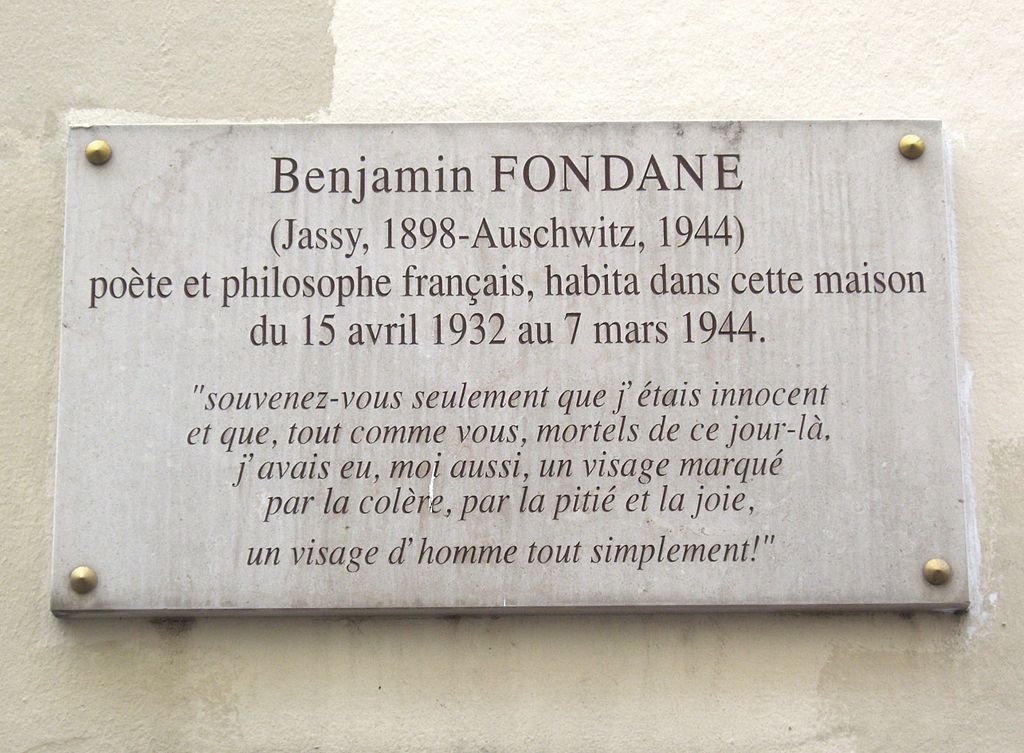 Benjamin FONDANE
(Jassy, 1898-Auschwitz, 1944)
poète et philosophe français, habita dans cette maison
du 15 avril 1932 au 7 mars 1944.
"souvenez-vous seulement que j'étais innocent
et que, tout comme vous, mortels de ce jour-là,
j'avais eu, moi aussi, un visage marqué
par la colère, par la pitié et la joie,
un visage d'homme tout simplement!"